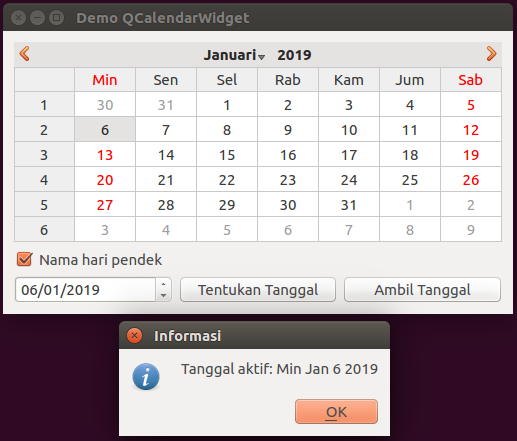 Demo QCalendarWidget
Januari 2019
Min Sen Sel Rab Kam Jum Sab
1 30 31 1 2 3 4 5
2 6 7 8 9 10 11 12
3 13 14 15 16 17 18 19
4 20 21 22 23 24 25 26
5 27 28 29 30 31 1 2
6 3 4 5 6 7 8 9
Nama hari pendek
06/01/2019 Tentukan Tanggal Ambil Tanggal
Informasi
Tanggal aktif: Min Jan 6 2019
OK